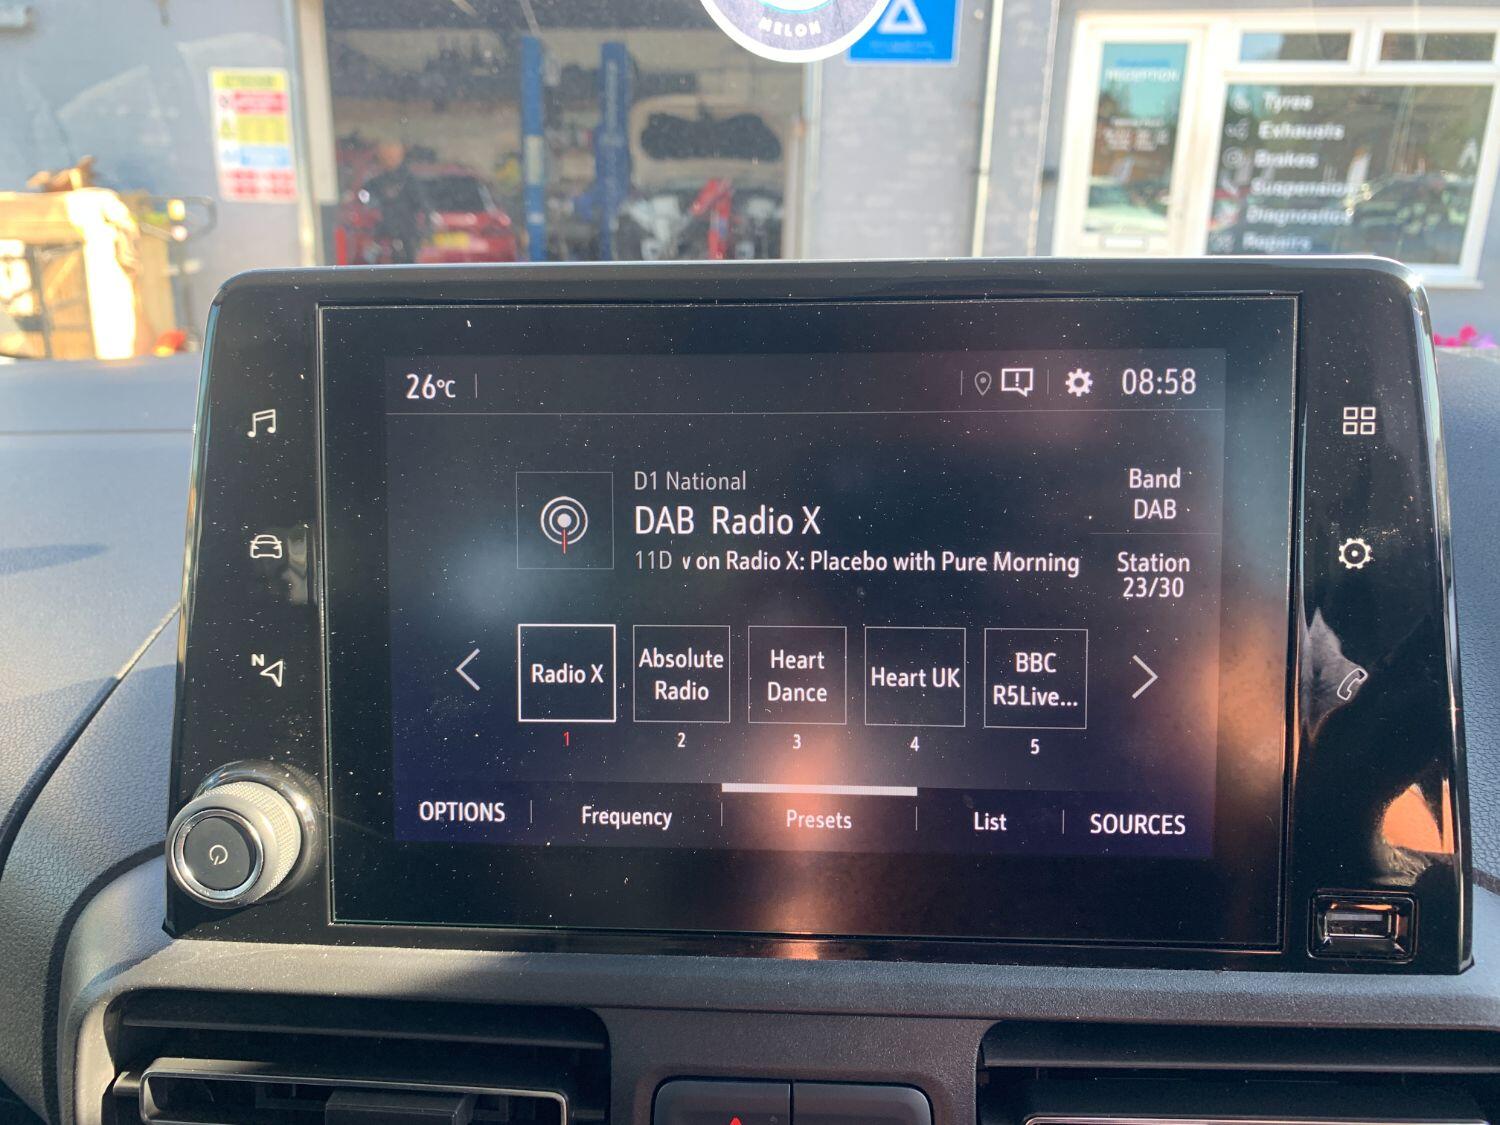 MELON
RECEPTION
Tyres
Exhausts
Brakes
Suspension
Diagnostics
Repairs
26°C
08:58
D1 National
DAB Radio X
11D v on Radio X: Placebo with Pure Morning
Band
DAB
Station
23/30
N
Radio X
Absolute
Radio
Heart
Dance
Heart UK
BBC
R5Live...
1 2 3 4 5
OPTIONS Frequency Presets List SOURCES